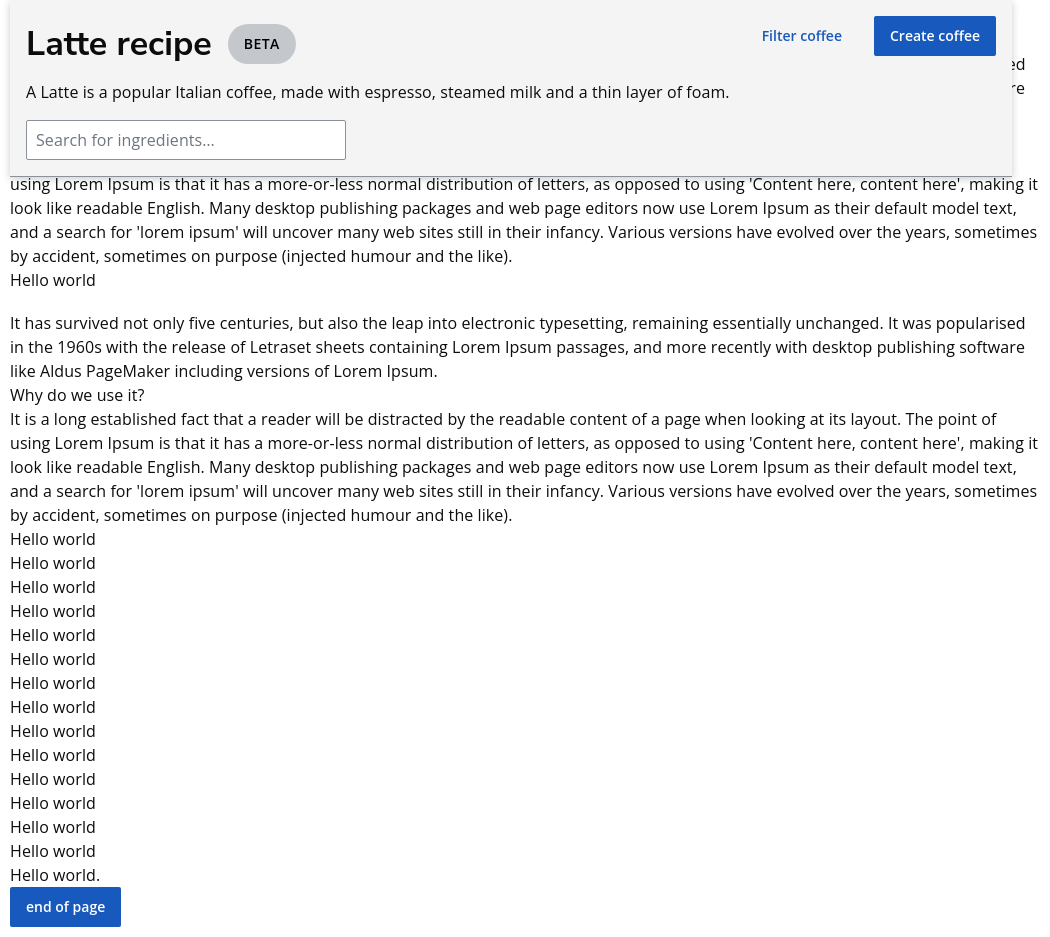 Latte recipe BETA Filter coffee Create coffee
ed
A Latte is a popular Italian coffee, made with espresso, steamed milk and a thin layer of foam. re
Search for ingredients...
using Lorem Ipsum is that it has a more-or-less normal distribution of letters, as opposed to using 'Content here, content here', making it
look like readable English. Many desktop publishing packages and web page editors now use Lorem Ipsum as their default model text,
and a search for 'lorem ipsum' will uncover many web sites still in their infancy. Various versions have evolved over the years, sometimes
by accident, sometimes on purpose (injected humour and the like).
Hello world
It has survived not only five centuries, but also the leap into electronic typesetting, remaining essentially unchanged. It was popularised
in the 1960s with the release of Letraset sheets containing Lorem Ipsum passages, and more recently with desktop publishing software
like Aldus PageMaker including versions of Lorem Ipsum.
Why do we use it?
It is a long established fact that a reader will be distracted by the readable content of a page when looking at its layout. The point of
using Lorem Ipsum is that it has a more-or-less normal distribution of letters, as opposed to using 'Content here, content here', making it
look like readable English. Many desktop publishing packages and web page editors now use Lorem Ipsum as their default model text,
and a search for 'lorem ipsum' will uncover many web sites still in their infancy. Various versions have evolved over the years, sometimes
by accident, sometimes on purpose (injected humour and the like).
Hello world
Hello world
Hello world
Hello world
Hello world
Hello world
Hello world
Hello world
Hello world
Hello world
Hello world
Hello world
Hello world
Hello world
Hello world.
end of page